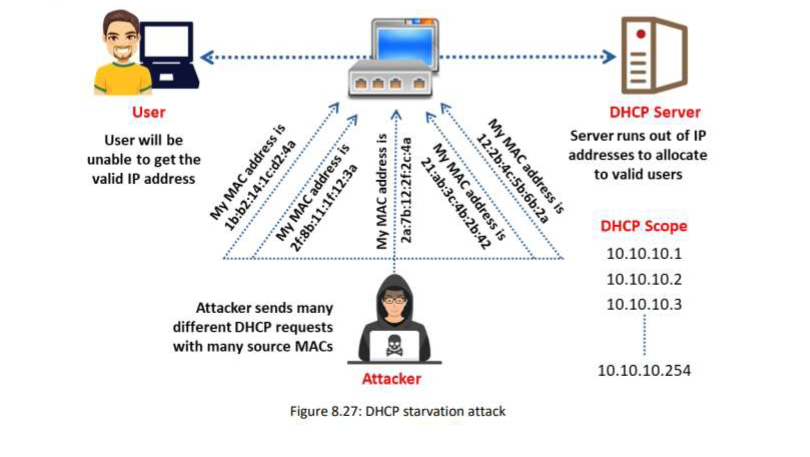 User
User will be
unable to get the
valid IP address
DHCP Server
Server runs out of IP
addresses to allocate
to valid users
My MAC address is
1b:b2:14:1c:d2:4a
My MAC address is
2f:8b:11:1f:12:3a
My MAC address is
2a:7b:12:2f:2c:4a
My MAC address is
21:ab:3c:4b:2b:42
My MAC address is
12:2b:4c:5b:6b:2a
DHCP Scope
10.10.10.1
10.10.10.2
10.10.10.3
10.10.10.254
Attacker sends many
different DHCP requests
with many source MACs
Attacker
Figure 8.27: DHCP starvation attack